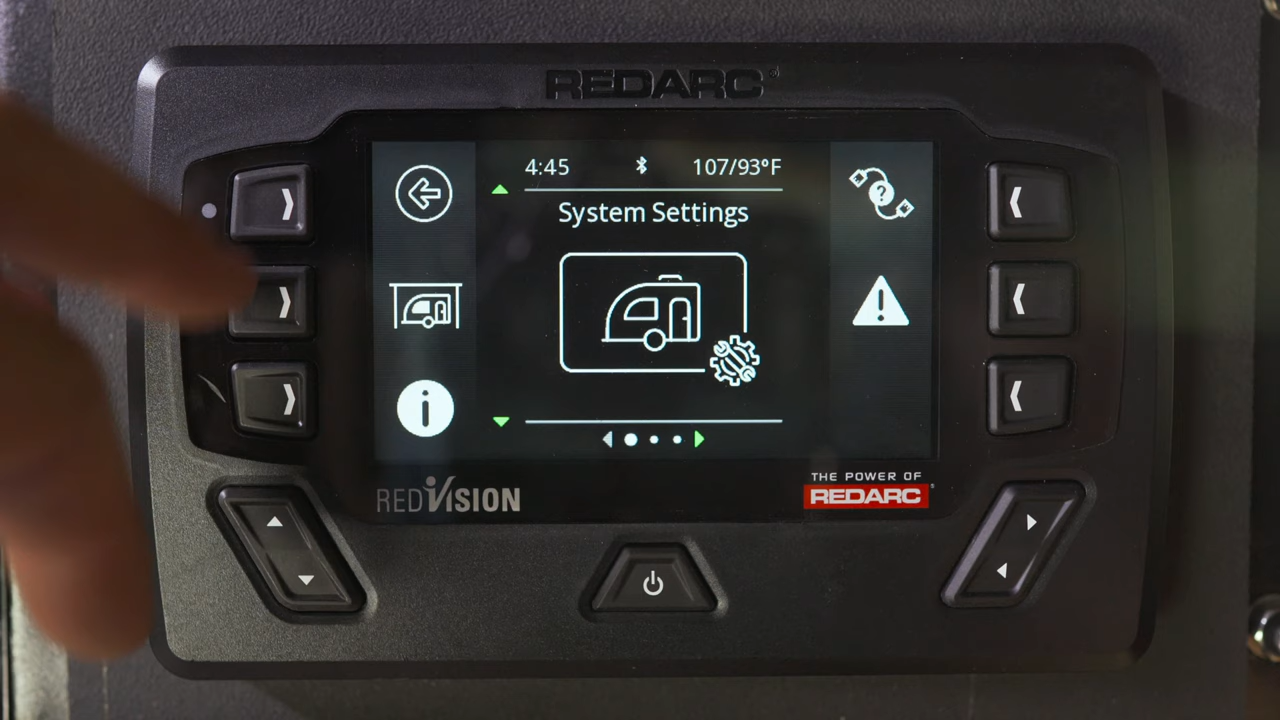 REDARC
4:45 107/93°F
System Settings
REDVISION
THE POWER OF
REDARC